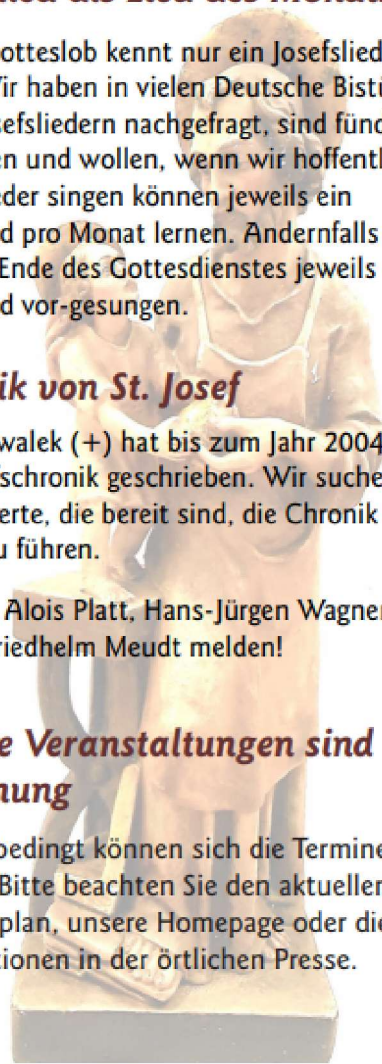 otteslob kennt nur ein Josefslied
Wir haben in vielen Deutsche Bistü
sefsliedern nachgefragt, sind fünd
en und wollen, wenn wir hoffentl
eder singen können jeweils ein
d pro Monat lernen. Andernfalls
Ende des Gottesdienstes jeweils
d vor-gesungen.
ik von St. Josef
walek (+) hat bis zum Jahr 2004
schronik geschrieben. Wir suche
erte, die bereit sind, die Chronik
u führen.
Alois Platt, Hans-Jürgen Wagner
riedhelm Meudt melden!
e Veranstaltungen sind
nung
bedingt können sich die Termine
Bitte beachten Sie den aktuellen
plan, unsere Homepage oder die
tionen in der örtlichen Presse.